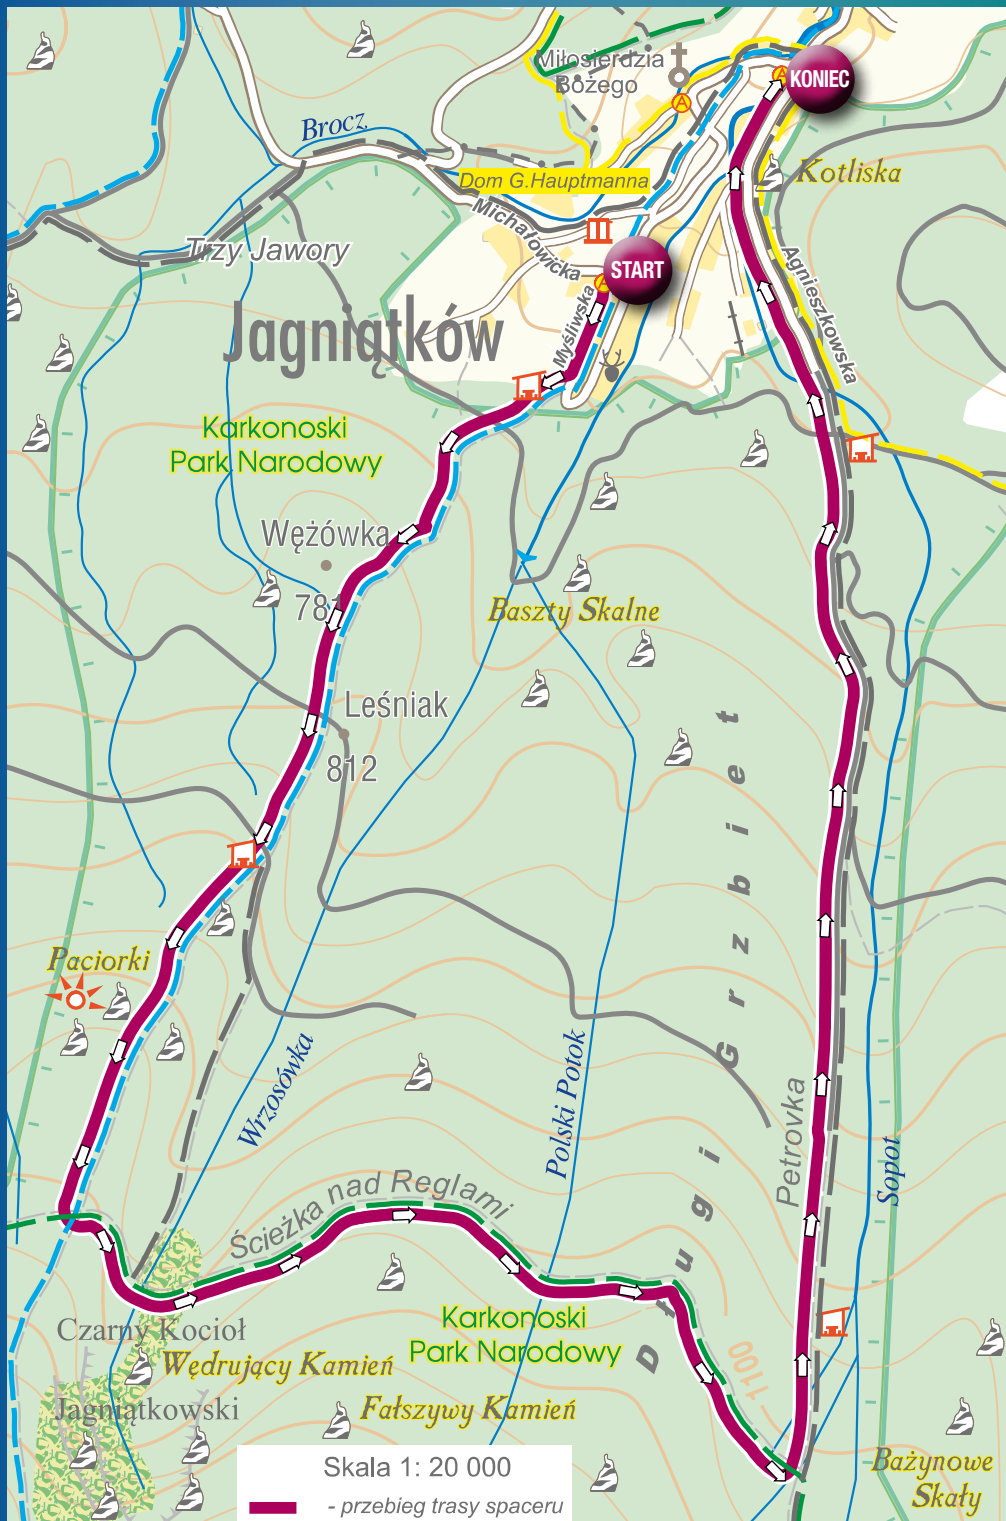 Miłosierdzia
Bożego
A
KONIEC
A
Brocz
Kotliska
Dom G.Hauptmanna
Michałowicka
Trzy Jawory
START
A
Agnieszkowska
Myśliwska
Jagniątków
Karkonoski
Park Narodowy
Wężówka
781
Baszty Skalne
Leśniak
812
Długi Grzbiet
Paciorki
Wrzosówka
Polski Potok
Petrovka
Sopot
Ścieżka nad Reglami
Karkonoski
Park Narodowy
1100
Czarny Kocioł
Jagniątkowski
Wędrujący Kamień
Fałszywy Kamień
Bażynowe
Skały
Skala 1: 20 000
- przebieg trasy spaceru